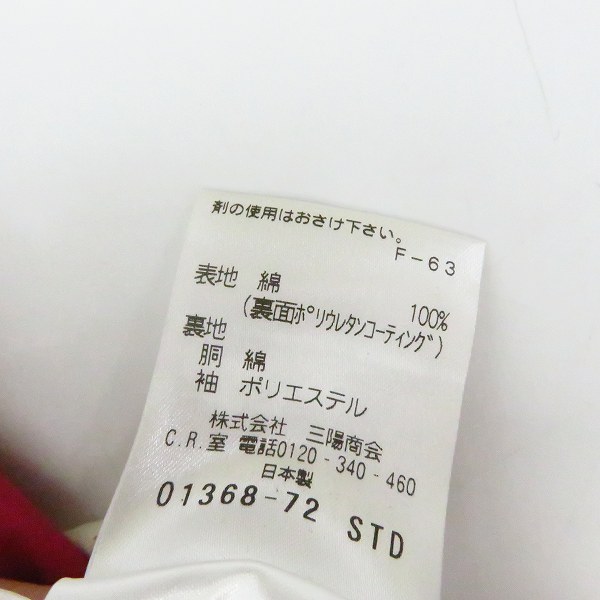 剤の使用はおさけ下さい。
F-63
表地 綿 100%
(裏面ポリウレタンコーティング)
裏地
胴 綿
袖 ポリエステル
株式会社 三陽商会
C.R.室 電話0120-340-460
日本製
01368-72 STD